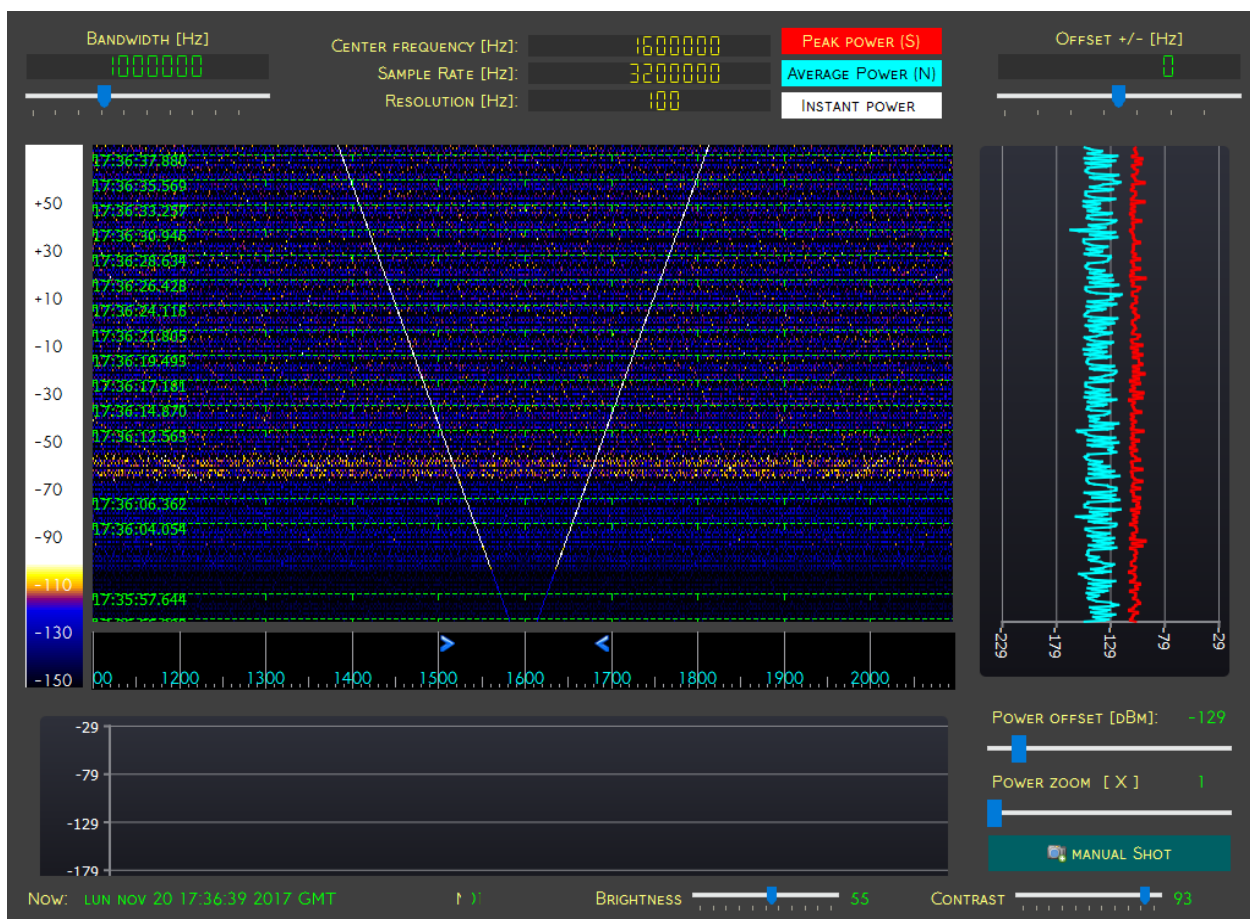 Bandwidth [Hz]
1000000
Center frequency [Hz]: 1600000
Sample Rate [Hz]: 3200000
Resolution [Hz]: 100
Peak power (S)
Average Power (N)
Instant power
Offset +/- [Hz]
0
+50
+30
+10
-10
-30
-50
-70
-90
-110
-130
-150
17:36:37.880
17:36:35.569
17:36:33.257
17:36:30.946
17:36:28.634
17:36:26.428
17:36:24.116
17:36:21.805
17:36:19.493
17:36:17.181
17:36:14.870
17:36:12.563
17:36:06.362
17:36:04.054
17:35:57.644
00 1200 1300 1400 1500 1600 1700 1800 1900 2000
-229 -179 -129 -79 29
-29
-79
-129
-179
Power offset [dBm]: -129
Power zoom [ X ] 1
manual Shot
Now: lun nov 20 17:36:39 2017 GMT
Brightness 55
Contrast 93